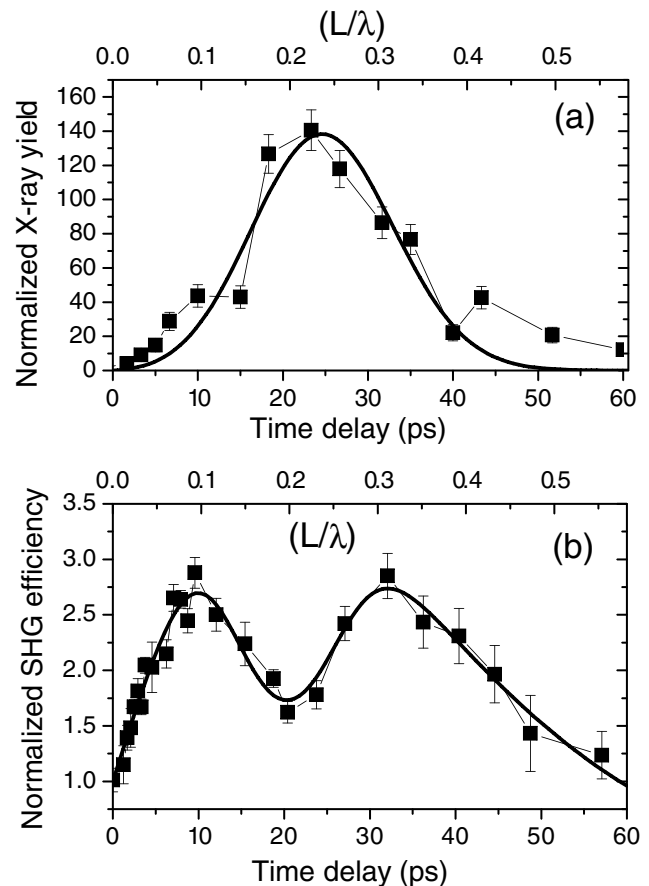 (L/λ)
0.0 0.1 0.2 0.3 0.4 0.5
160
140
120
100
80
60
40
20
0
Normalized X-ray yield
(a)
0 10 20 30 40 50 60
Time delay (ps)
0.0 0.1 0.2 0.3 0.4 0.5
3.5
3.0
2.5
2.0
1.5
1.0
Normalized SHG efficiency
(L/λ)
(b)
0 10 20 30 40 50 60
Time delay (ps)